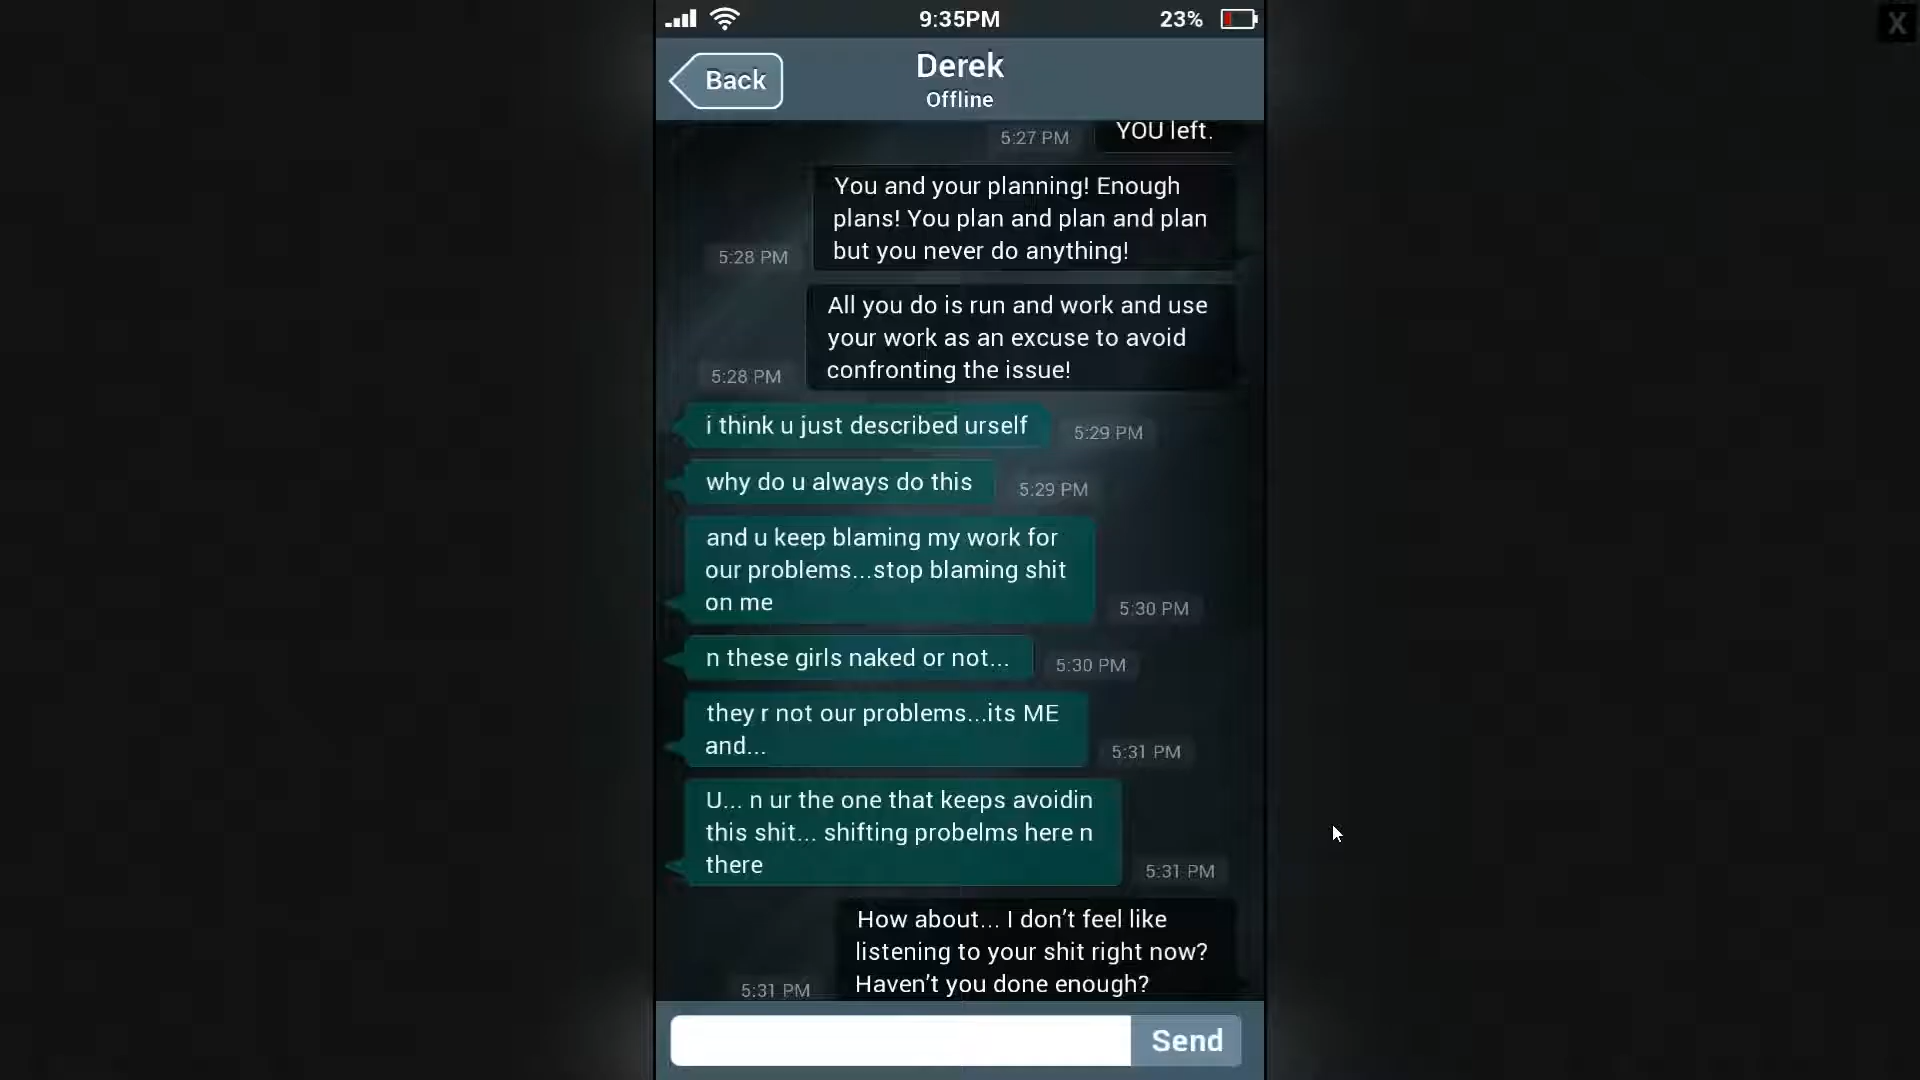 9:35PM
23%
X
Back
Derek
Offline
YOU left.
5:27 PM
You and your planning! Enough
plans! You plan and plan and plan
but you never do anything!
5:28 PM
All you do is run and work and use
your work as an excuse to avoid
confronting the issue!
5:28 PM
i think u just described urself
5:29 PM
why do u always do this
5:29 PM
and u keep blaming my work for
our problems...stop blaming shit
on me
5:30 PM
n these girls naked or not...
5:30 PM
they r not our problems...its ME
and...
5:31 PM
U... n ur the one that keeps avoidin
this shit... shifting probelms here n
there
5:31 PM
How about... I don't feel like
listening to your shit right now?
Haven't you done enough?
5:31 PM
Send